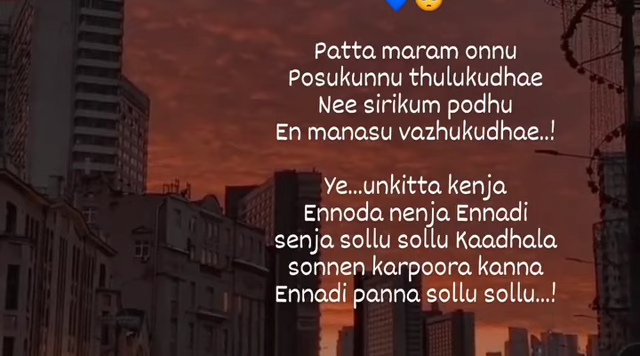 Patta maram onnu
Posukunnu thulukudhae
Nee sirikum podhu
En manasu vazhukudhae..!
Ye...unkitta kenja
Ennoda nenja Ennadi
senja sollu sollu Kaadhala
sonnen karpoora kanna
Ennadi panna sollu sollu...!